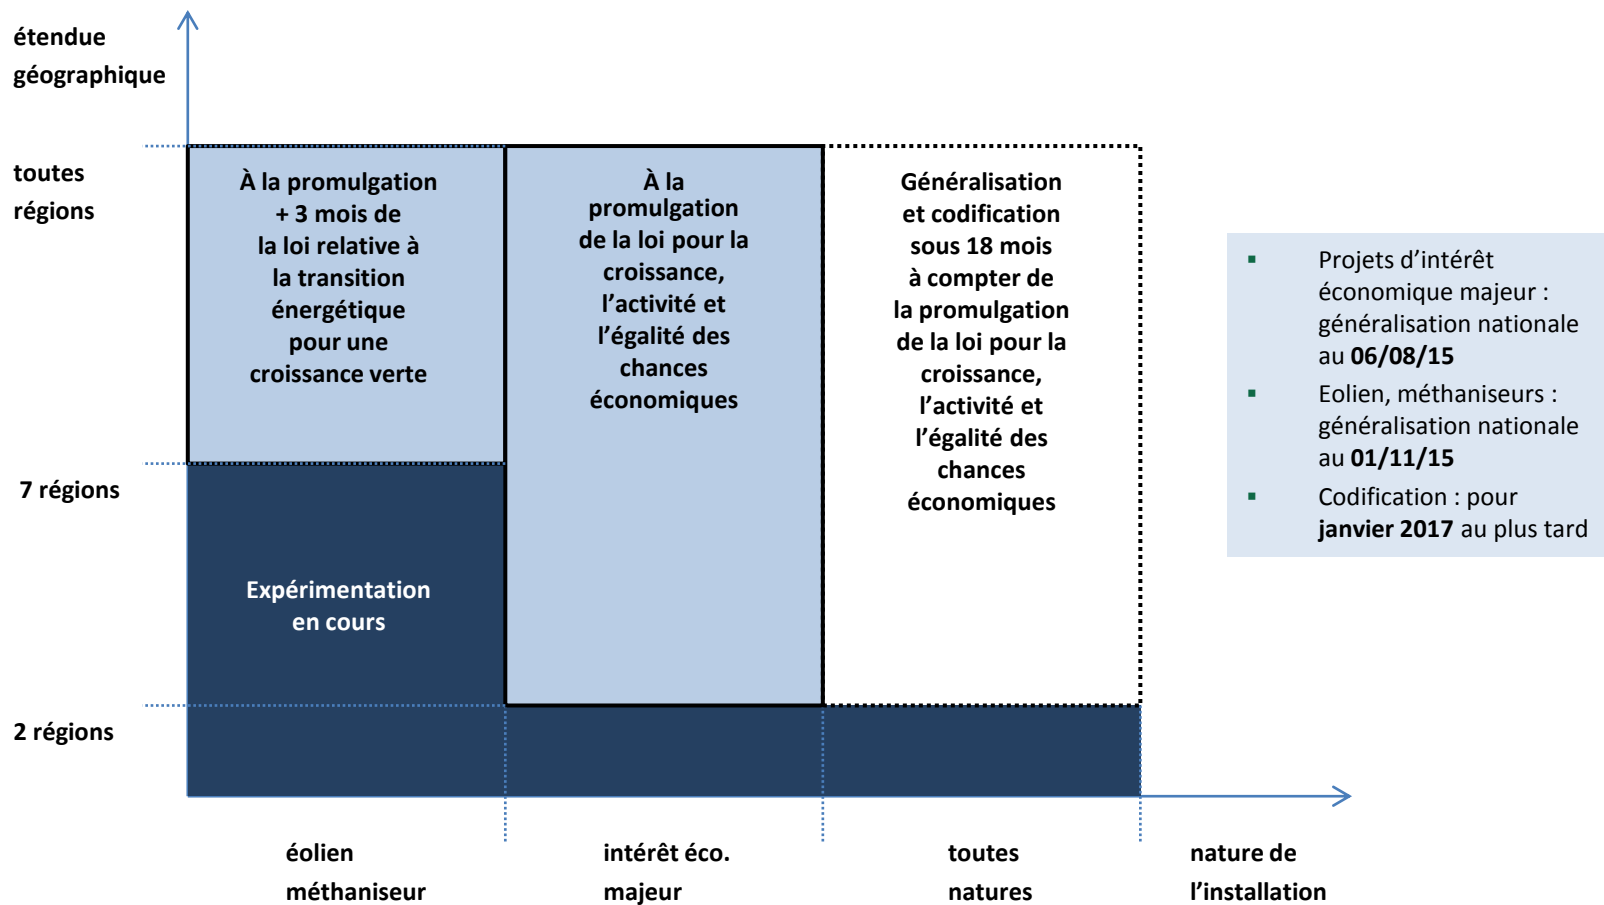 étendue
géographique
toutes
régions
7 régions
2 régions
À la promulgation
+ 3 mois de
la loi relative à
la transition
énergétique
pour une
croissance verte
Expérimentation
en cours
À la
promulgation
de la loi pour la
croissance,
l’activité et
l’égalité des
chances
économiques
Généralisation
et codification
sous 18 mois
à compter de
la promulgation
de la loi pour la
croissance,
l’activité et
l’égalité des
chances
économiques
▪ Projets d’intérêt
économique majeur :
généralisation nationale
au 06/08/15
▪ Eolien, méthaniseurs :
généralisation nationale
au 01/11/15
▪ Codification : pour
janvier 2017 au plus tard
éolien
méthaniseur
intérêt éco.
majeur
toutes
natures
nature de
l’installation